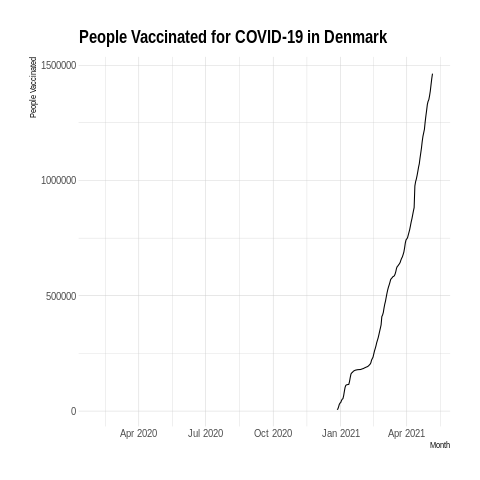 People Vaccinated for COVID-19 in Denmark
People Vaccinated
1500000
1000000
500000
0
Apr 2020 Jul 2020 Oct 2020 Jan 2021 Apr 2021
Month